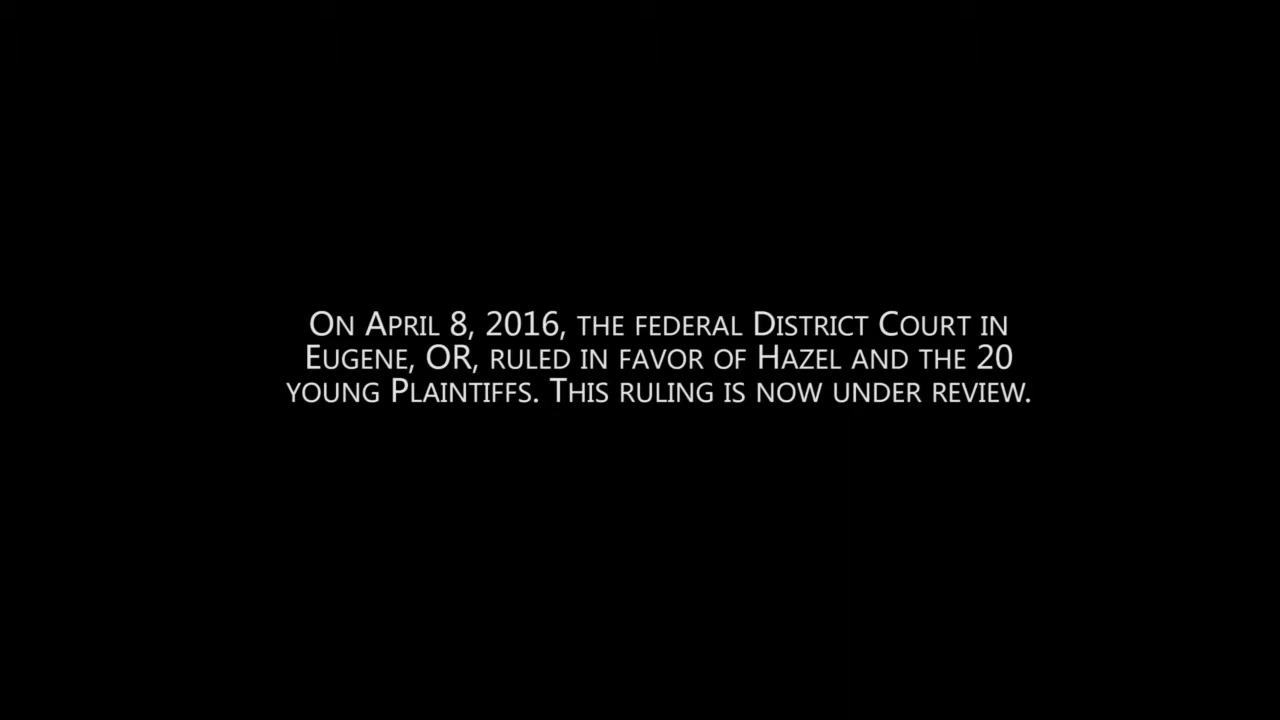 On April 8, 2016, the federal District Court in
Eugene, OR, ruled in favor of Hazel and the 20
young Plaintiffs. This ruling is now under review.